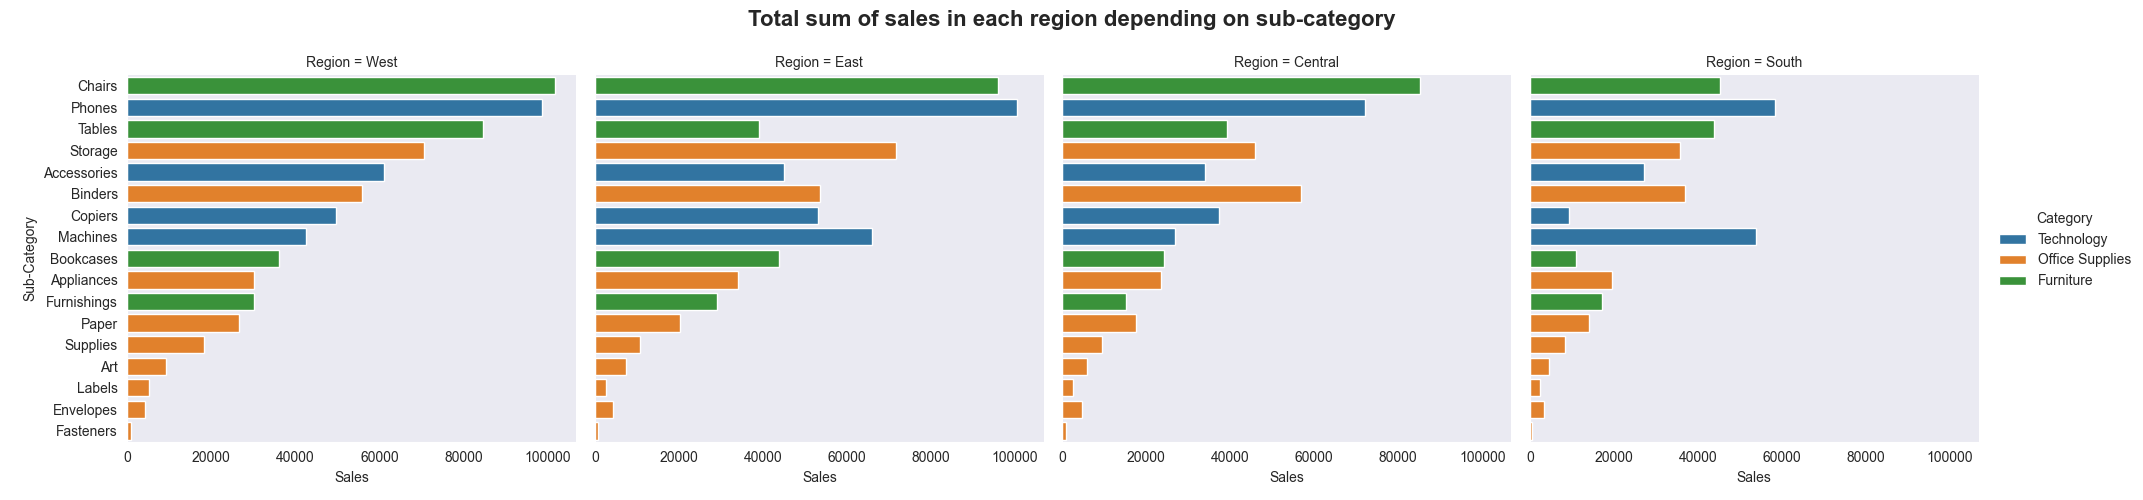 Total sum of sales in each region depending on sub-category
Region = West
Region = East
Region = Central
Region = South
Sub-Category
Chairs
Phones
Tables
Storage
Accessories
Binders
Copiers
Machines
Bookcases
Appliances
Furnishings
Paper
Supplies
Art
Labels
Envelopes
Fasteners
0 20000 40000 60000 80000 100000
Sales
0 20000 40000 60000 80000 100000
Sales
0 20000 40000 60000 80000 100000
Sales
0 20000 40000 60000 80000 100000
Sales
Category
Technology
Office Supplies
Furniture